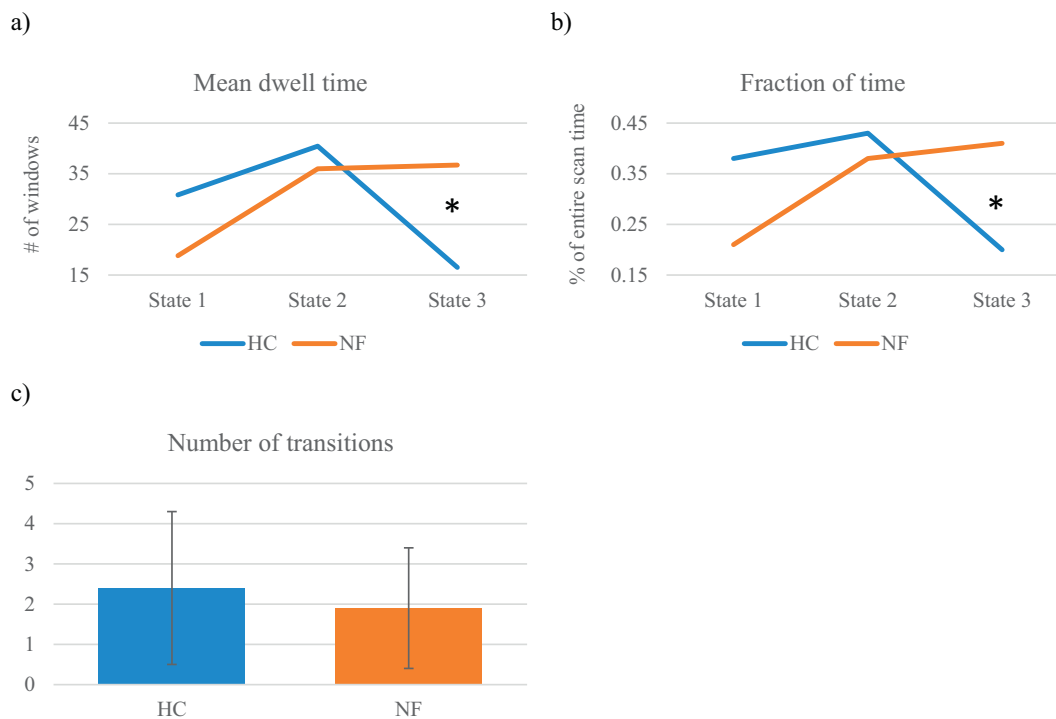 a)
Mean dwell time
# of windows
45
35
25
15
*
State 1 State 2 State 3
HC NF
b)
Fraction of time
% of entire scan time
0.45
0.35
0.25
0.15
*
State 1 State 2 State 3
HC NF
c)
Number of transitions
5
4
3
2
1
0
HC NF